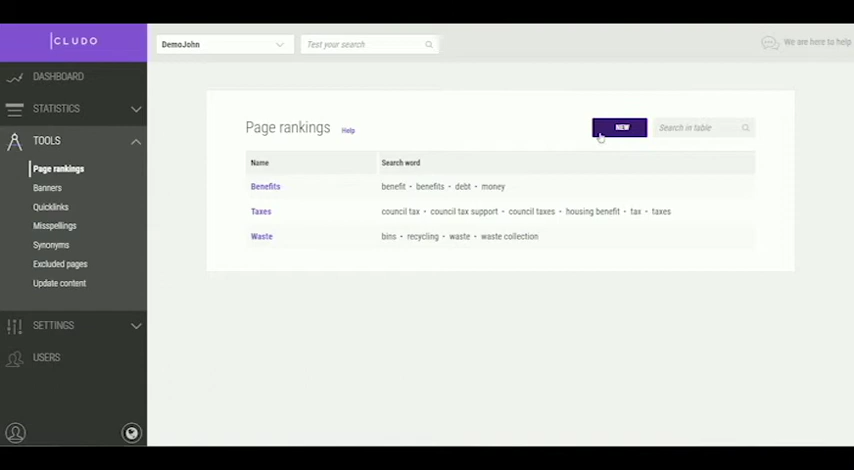 CLUDO
DemoJohn
Test your search
We are here to help
DASHBOARD
STATISTICS
TOOLS
Page rankings
Banners
Quicklinks
Misspellings
Synonyms
Excluded pages
Update content
SETTINGS
USERS
Page rankings Help
NEW
Search in table
Name Search word
Benefits benefit • benefits • debt • money
Taxes council tax • council tax support • council taxes • housing benefit • tax • taxes
Waste bins • recycling • waste • waste collection